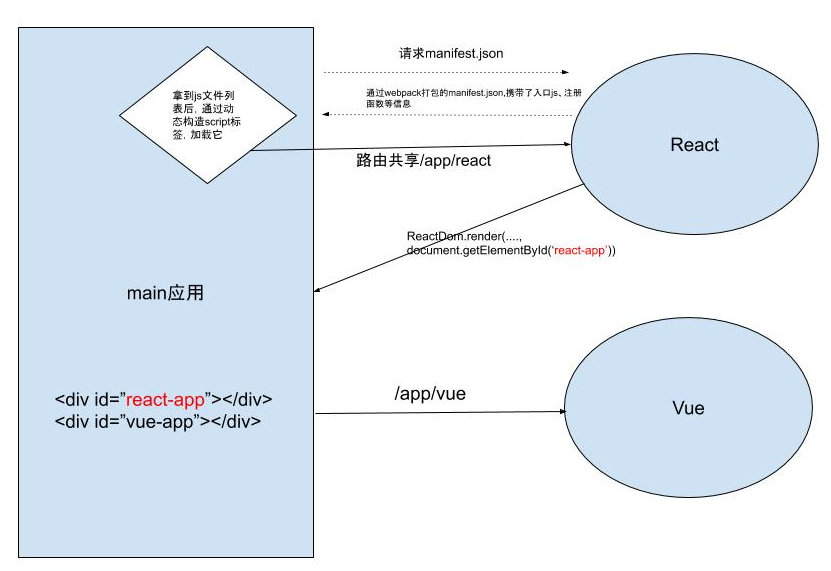 请求manifest.json
拿到js文件列
表后，通过动
态构造script标
签，加载它
通过webpack打包的manifest.json,携带了入口js、注册
函数等信息
路由共享/app/react
React
ReactDom.render(....,
document.getElementById(‘react-app’))
main应用
<div id=”react-app”></div>
<div id=”vue-app”></div>
/app/vue
Vue